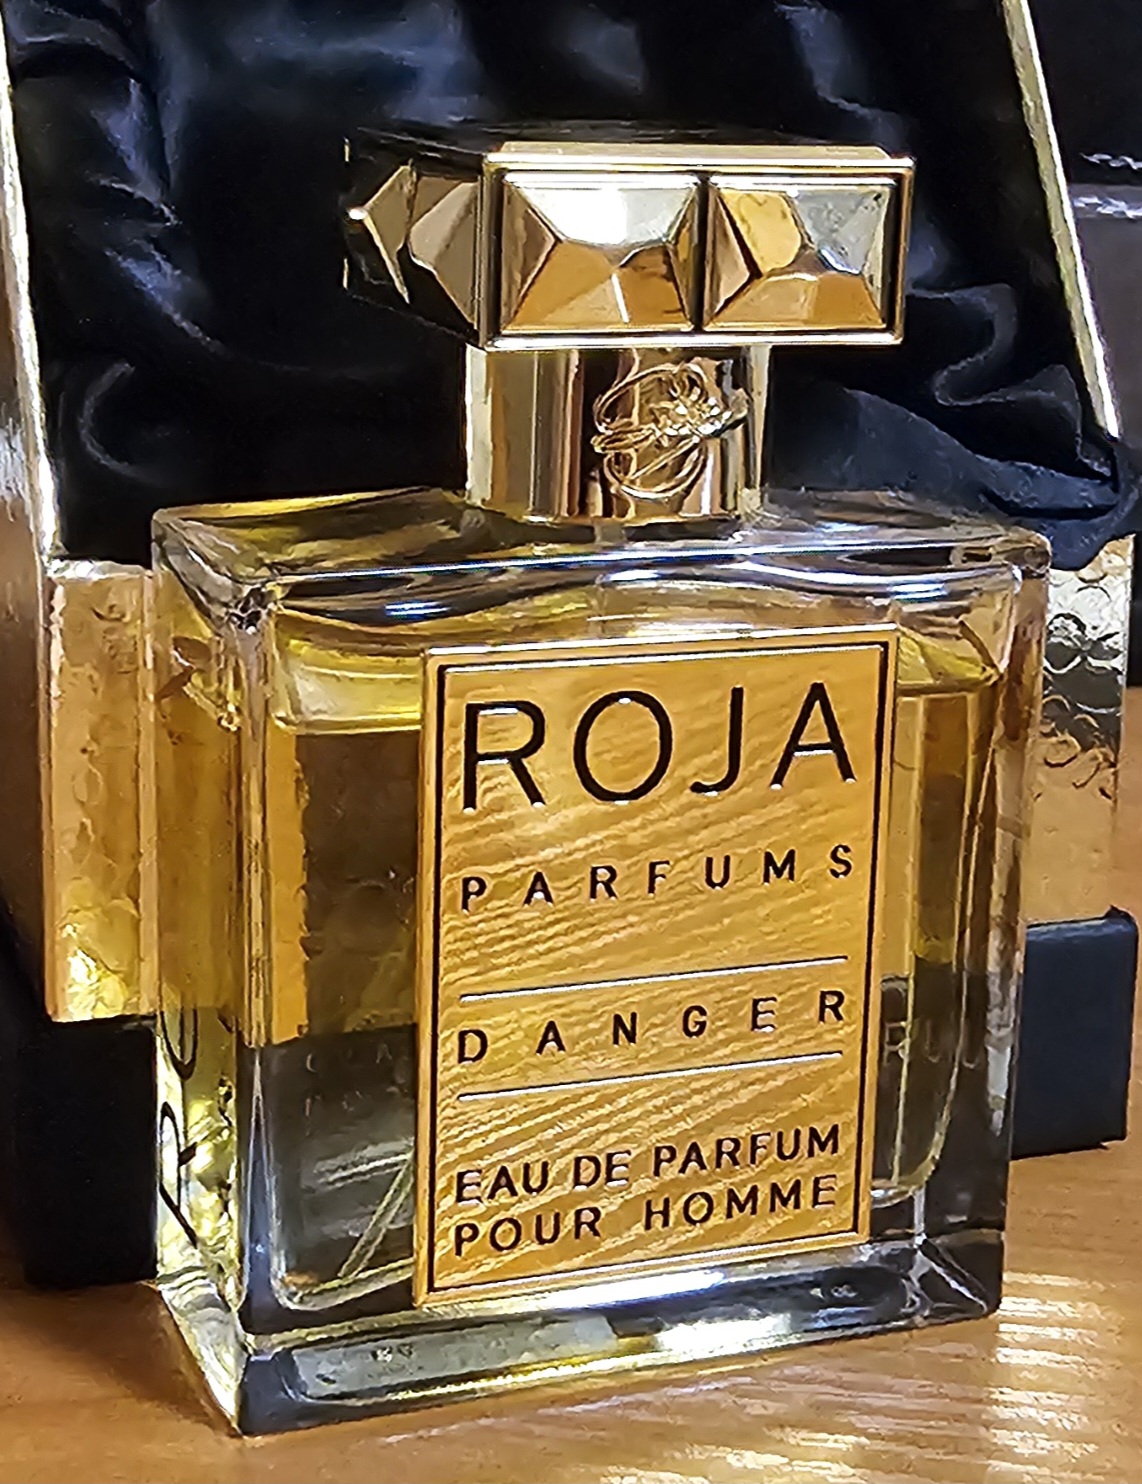 ROJA
PARFUMS
DANGER
EAU DE PARFUM
POUR HOMME